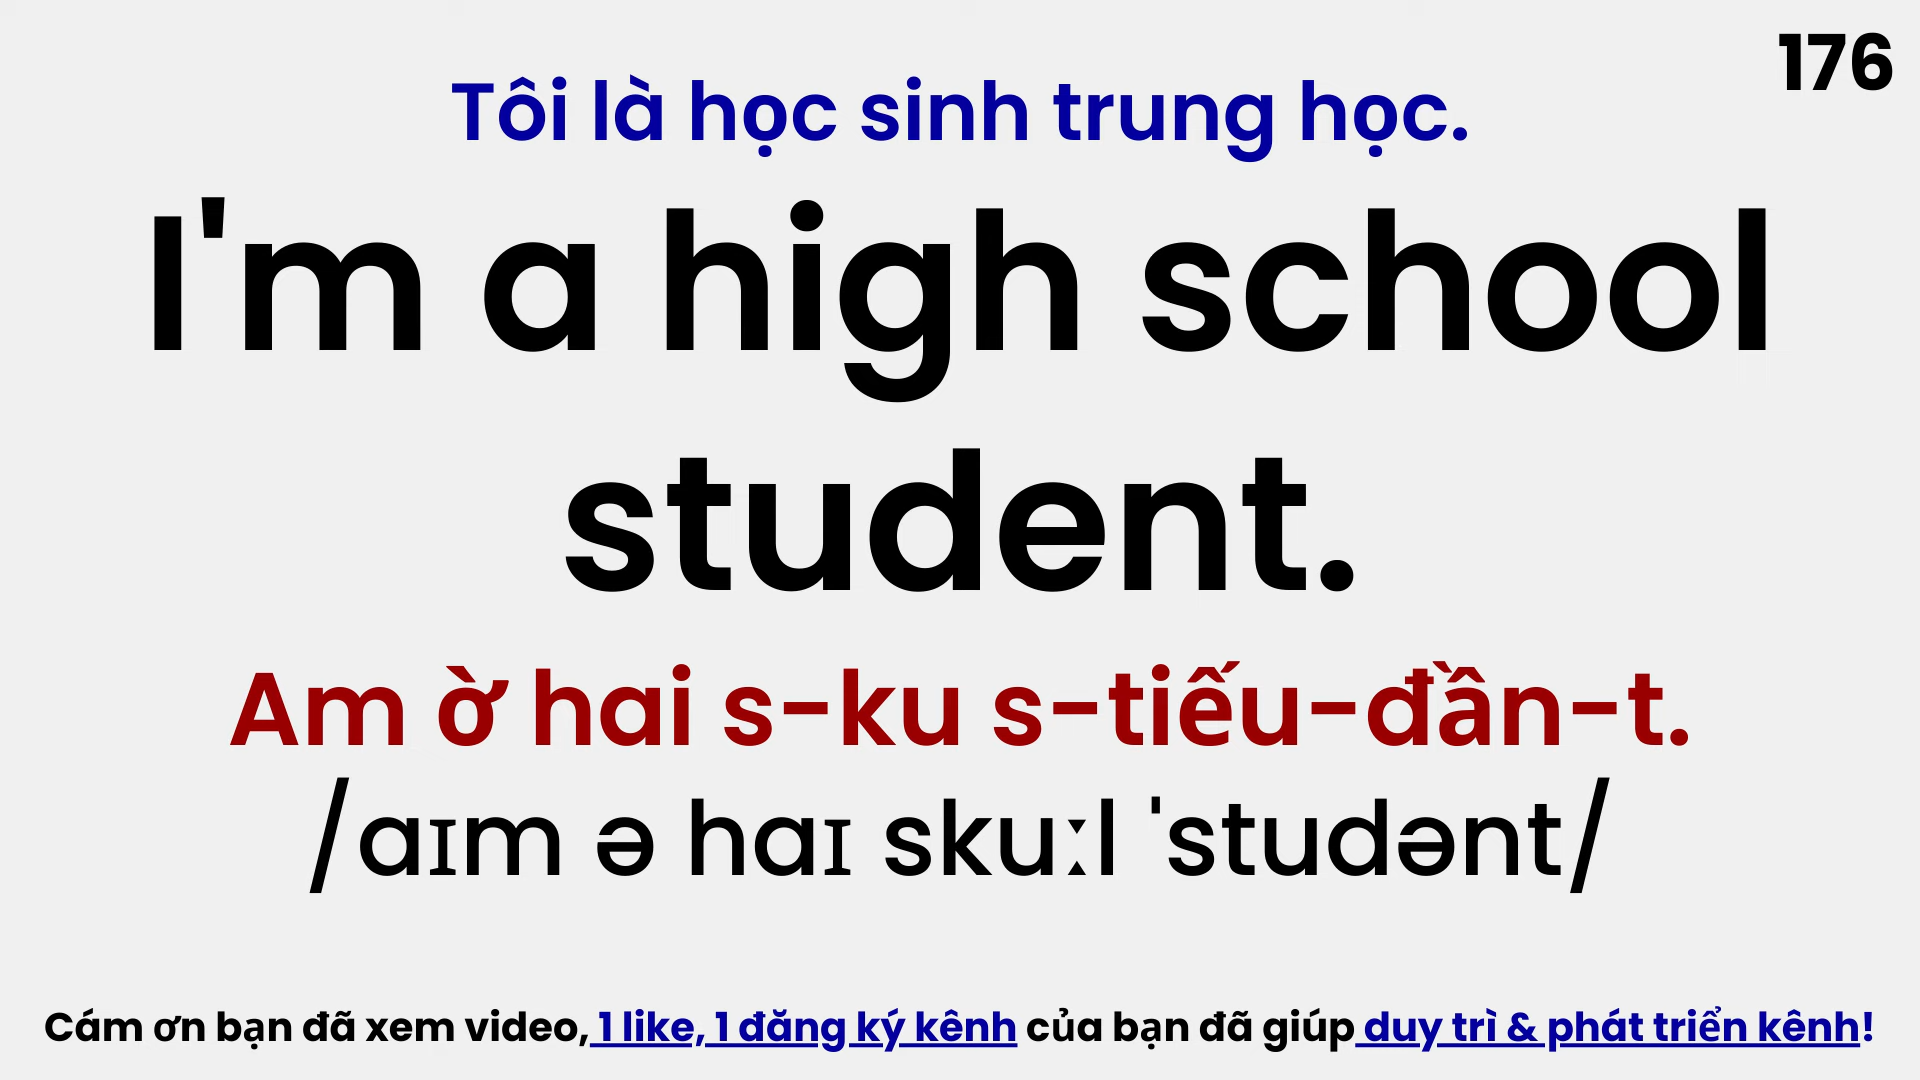 176
Tôi là học sinh trung học.
I'm a high school
student.
Am ờ hai s-ku s-tiếu-đần-t.
/aɪm ə haɪ skuːl ˈstudənt/
Cám ơn bạn đã xem video, 1 like, 1 đăng ký kênh của bạn đã giúp duy trì & phát triển kênh!